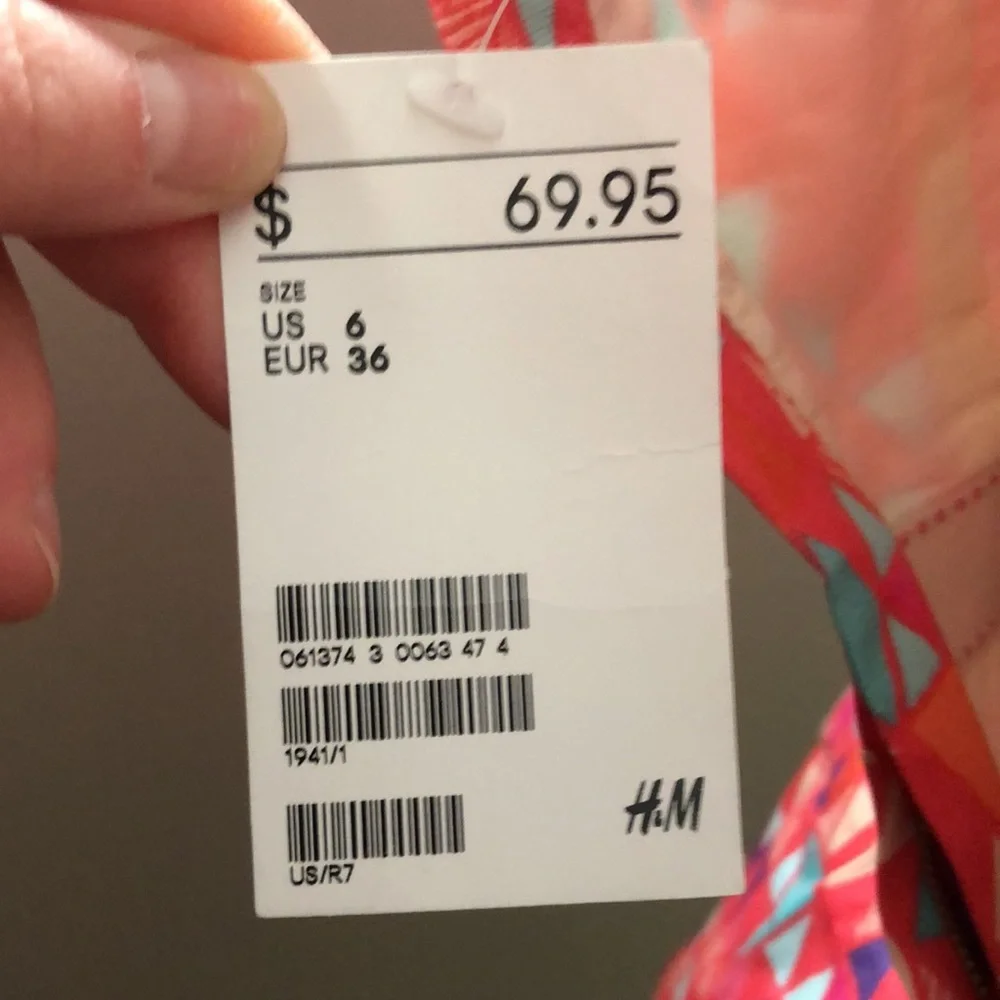 $ 69.95
SIZE
US 6
EUR 36
061374 3 0063 47 4
1941/1
H&M
US/R7